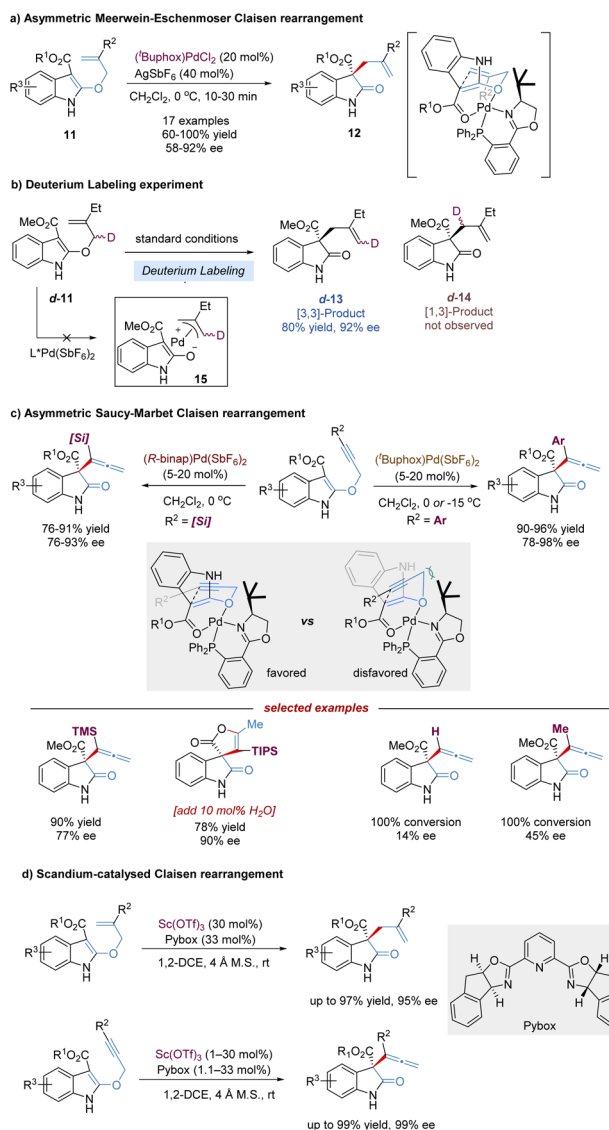 a) Asymmetric Meerwein-Eschenmoser Claisen rearrangement
R¹O₂C
R²
R³
N
H
O
11
(ᵗBuphox)PdCl₂ (20 mol%)
AgSbF₆ (40 mol%)
CH₂Cl₂, 0 °C, 10-30 min
17 examples
60-100% yield
58-92% ee
R¹O₂C
R²
R³
O
N
H
12
NH
R²
O
R¹O
O
Pd
N
Ph₂P
O
b) Deuterium Labeling experiment
MeO₂C
Et
D
O
N
H
d-11
standard conditions
Deuterium Labeling
Et
MeO₂C
D
O
N
H
d-13
[3,3]-Product
80% yield, 92% ee
D
Et
MeO₂C
O
N
H
d-14
[1,3]-Product
not observed
L*Pd(SbF₆)₂
Et
MeO₂C
+
D
Pd
O⁻
N
H
15
c) Asymmetric Saucy-Marbet Claisen rearrangement
[Si]
R¹O₂C
R³
O
N
H
76-91% yield
76-93% ee
(R-binap)Pd(SbF₆)₂
(5-20 mol%)
CH₂Cl₂, 0 °C
R² = [Si]
R²
R¹O₂C
R³
O
N
H
(ᵗBuphox)Pd(SbF₆)₂
(5-20 mol%)
CH₂Cl₂, 0 or -15 °C
R² = Ar
Ar
R¹O₂C
R³
O
N
H
90-96% yield
78-98% ee
NH
R²
O
R¹O
O
Pd
N
Ph₂P
O
favored
vs
NH
R²
O
R¹O
O
Pd
N
Ph₂P
O
disfavored
selected examples
TMS
MeO₂C
O
N
H
90% yield
77% ee
O
Me
O
TIPS
O
N
H
[add 10 mol% H₂O]
78% yield
90% ee
H
MeO₂C
O
N
H
100% conversion
14% ee
Me
MeO₂C
O
N
H
100% conversion
45% ee
d) Scandium-catalysed Claisen rearrangement
R²
R¹O₂C
R³
O
N
H
Sc(OTf)₃ (30 mol%)
Pybox (33 mol%)
1,2-DCE, 4 Å M.S., rt
R²
R¹O₂C
R³
O
N
H
up to 97% yield, 95% ee
H
O
N
N
N
O
H
H
H
Pybox
R²
R¹O₂C
R³
O
N
H
Sc(OTf)₃ (1–30 mol%)
Pybox (1.1–33 mol%)
1,2-DCE, 4 Å M.S., rt
R²
R₁O₂C
R³
O
N
H
up to 99% yield, 99% ee